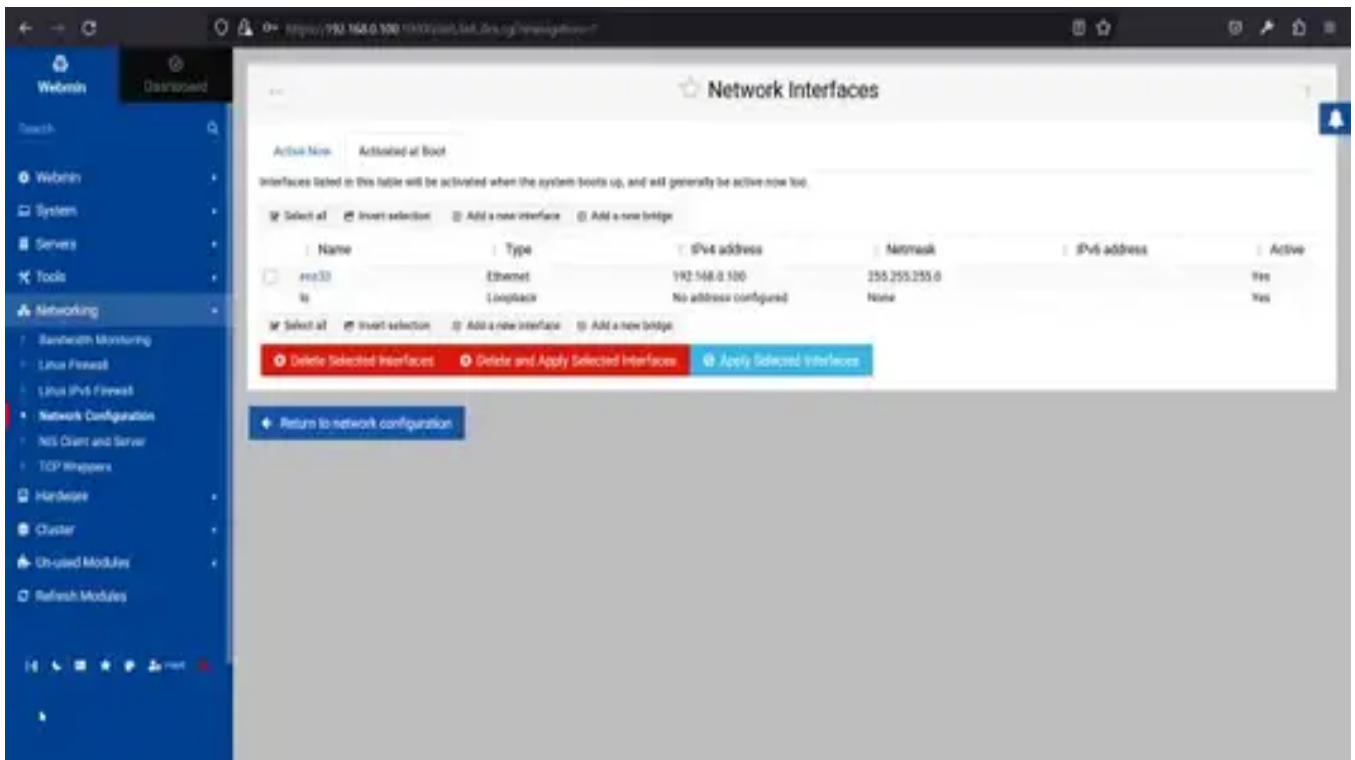 192.168.0.100
Webmin
Dashboard
Search
Webmin
System
Servers
Tools
Networking
Bandwidth Monitoring
Linux Firewall
Linux IPv6 Firewall
Network Configuration
NIS Client and Server
TCP Wrappers
Hardware
Cluster
Un-used Modules
Refresh Modules
Network Interfaces
Active Now Activated at Boot
Interfaces listed in this table will be activated when the system boots up, and will generally be active now too.
Select all Invert selection Add a new interface Add a new bridge
Name Type IPv4 address Netmask IPv6 address Active
ens33 Ethernet 192.168.0.100 255.255.255.0 Yes
lo Loopback No address configured None Yes
Select all Invert selection Add a new interface Add a new bridge
Delete Selected Interfaces Delete and Apply Selected Interfaces Apply Selected Interfaces
Return to network configuration